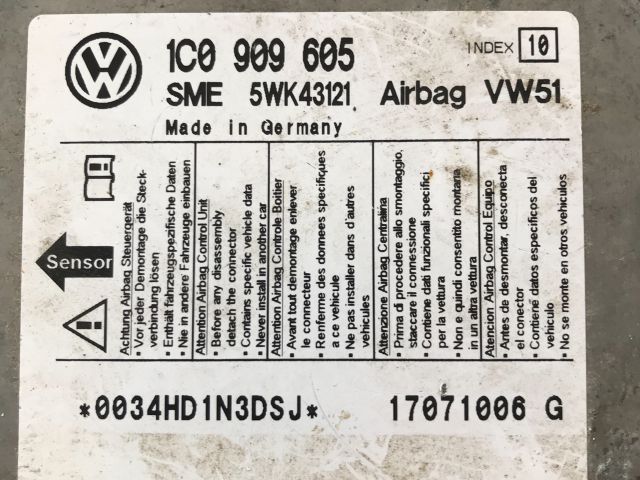 1C0 909 605 INDEX 10
SME 5WK43121 Airbag VW51
Made in Germany
Sensor
Achtung Airbag Steuergerät
• Vor jeder Demontage die Steck-
verbindung lösen
• Enthält fahrzeugspezifische Daten
• Nie in andere Fahrzeuge einbauen
Attention Airbag Control Unit
• Before any disassembly
detach the connector
• Contains specific vehicle data
• Never install in another car
Attention Airbag Controle Boitier
• Avant tout demontage enlever
le connecteur
• Renferme des donnees specifiques
a ce vehicule
• Ne pas installer dans d'autres
vehicules
Attenzione Airbag Centralina
• Prima di procedere allo smontaggio,
staccare il connessione
• Contiene dati funzionali specifici
per la vettura
• Non e quindi consentito montarla
in un altra vettura
Atencion Airbag Control Equipo
• Antes de desmontar, desconecta
el conector
• Contiene datos especificos del
vehiculo
• No se monte en otros vehiculos
*0034HD1N3DSJ* 17071006 G